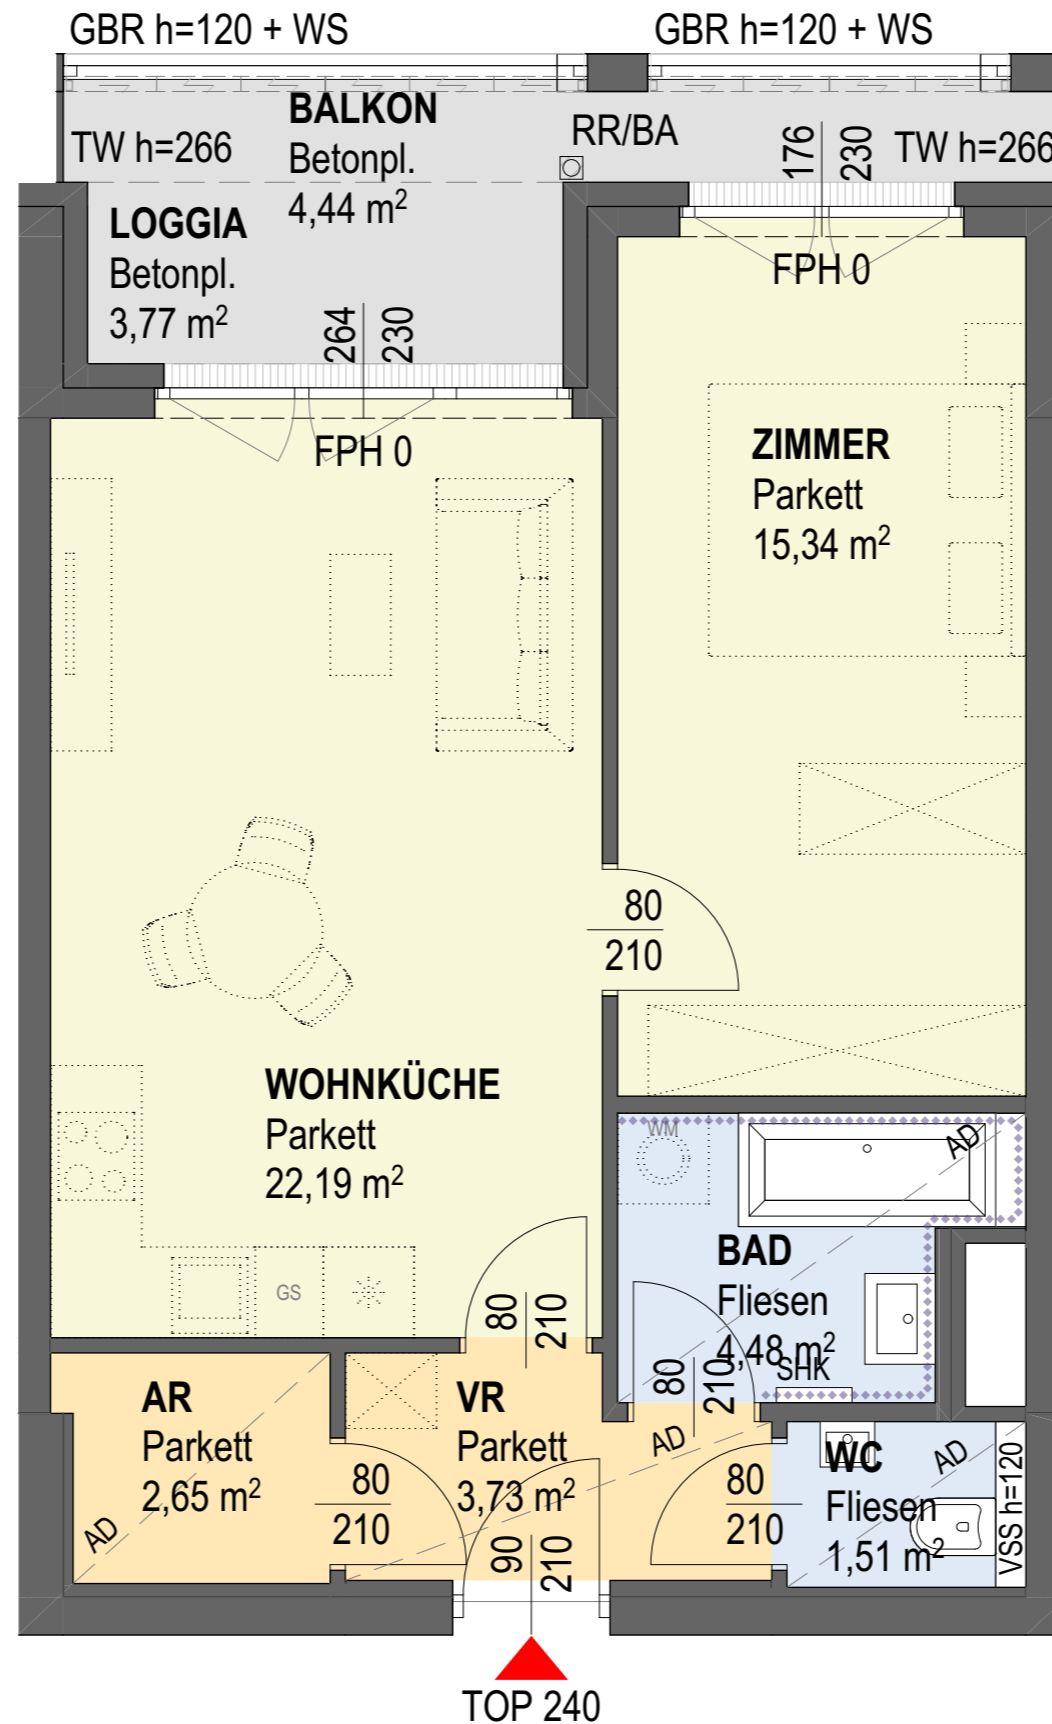 GBR h=120 + WS
GBR h=120 + WS
BALKON
Betonpl.
4,44 m²
TW h=266
RR/BA
176
230
TW h=266
LOGGIA
Betonpl.
3,77 m²
264
230
FPH 0
FPH 0
ZIMMER
Parkett
15,34 m²
80
210
WOHNKÜCHE
Parkett
22,19 m²
WM
AD
BAD
Fliesen
4,48 m²
SHK
GS
80
210
80
210
AR
Parkett
2,65 m²
AD
VR
Parkett
3,73 m²
AD
80
210
80
210
90
210
WC
Fliesen
1,51 m²
AD
VSS h=120
TOP 240